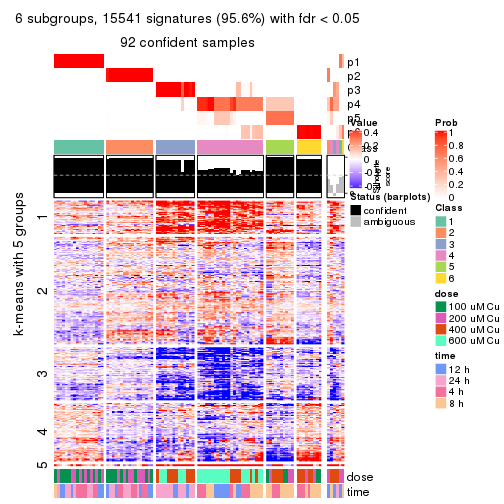 6 subgroups, 15541 signatures (95.6%) with fdr < 0.05
92 confident samples
p1
p2
p3
p4
p5
Value
0.4
0.2
0
-0.2
-0.4
Status (barplots)
confident
ambiguous
Prob
1
0.8
0.6
0.4
0.2
0
Class
1
2
3
4
5
6
dose
100 uM Cu
200 uM Cu
400 uM Cu
600 uM Cu
time
12 h
24 h
4 h
8 h
k-means with 5 groups
1
2
3
4
5
score
dose
time